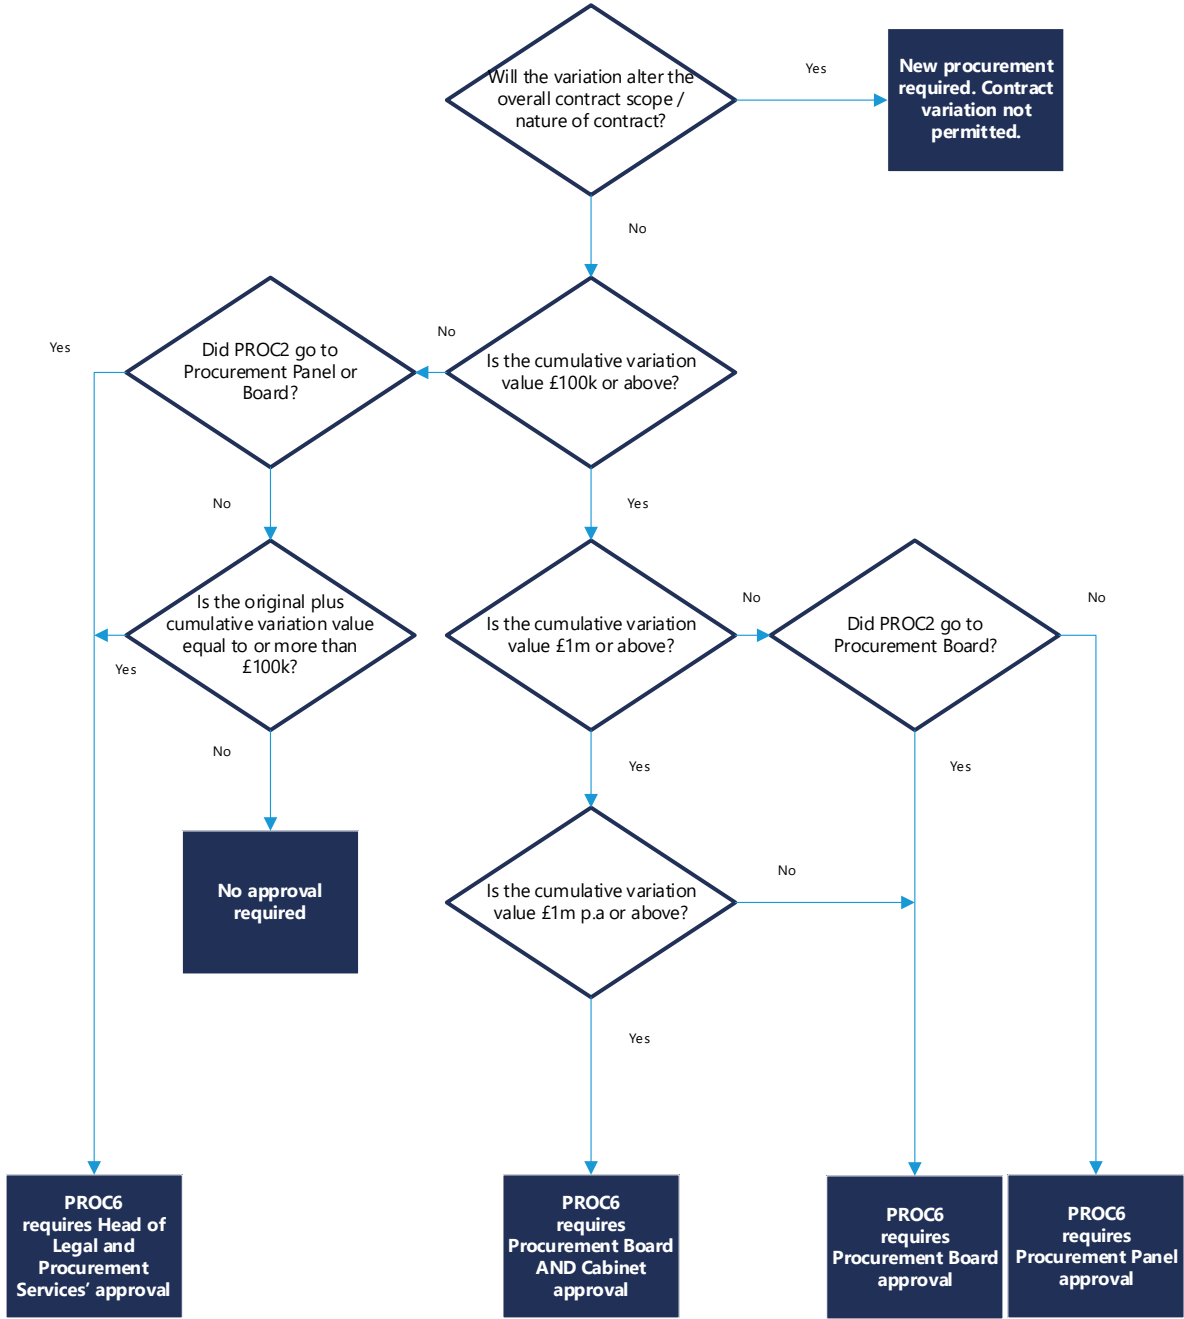 Will the variation alter the
overall contract scope /
nature of contract?
Yes
New procurement
required. Contract
variation not
permitted.
No
Did PROC2 go to
Procurement Panel or
Board?
No
Is the cumulative variation
value £100k or above?
Yes
No
Yes
Is the original plus
cumulative variation value
equal to or more than
£100k?
Yes
Is the cumulative variation
value £1m or above?
No
Did PROC2 go to
Procurement Board?
No
No
Yes
Yes
No approval
required
Is the cumulative variation
value £1m p.a or above?
No
Yes
PROC6
requires Head of
Legal and
Procurement
Services’ approval
PROC6
requires
Procurement Board
AND Cabinet
approval
PROC6
requires
Procurement Board
approval
PROC6
requires
Procurement Panel
approval